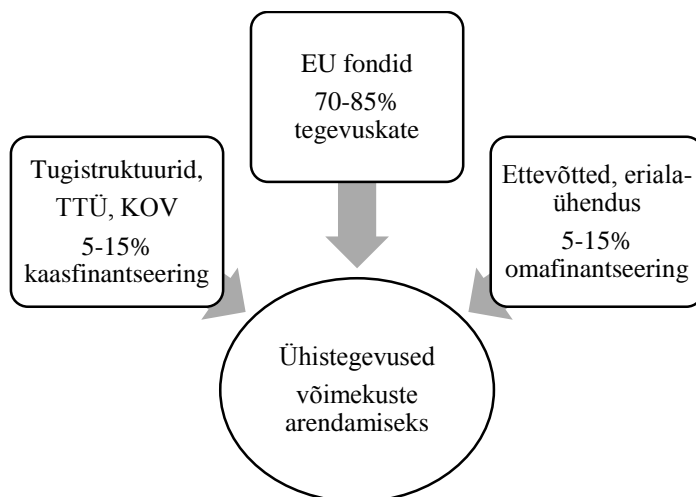 EU fondid
70-85%
tegevuskate
Tugistruktuurid,
TTÜ, KOV
5-15%
kaasfinantseering
Ettevõtted, eriala-
ühendus
5-15%
omafinantseering
Ühistegevused
võimekuste
arendamiseks